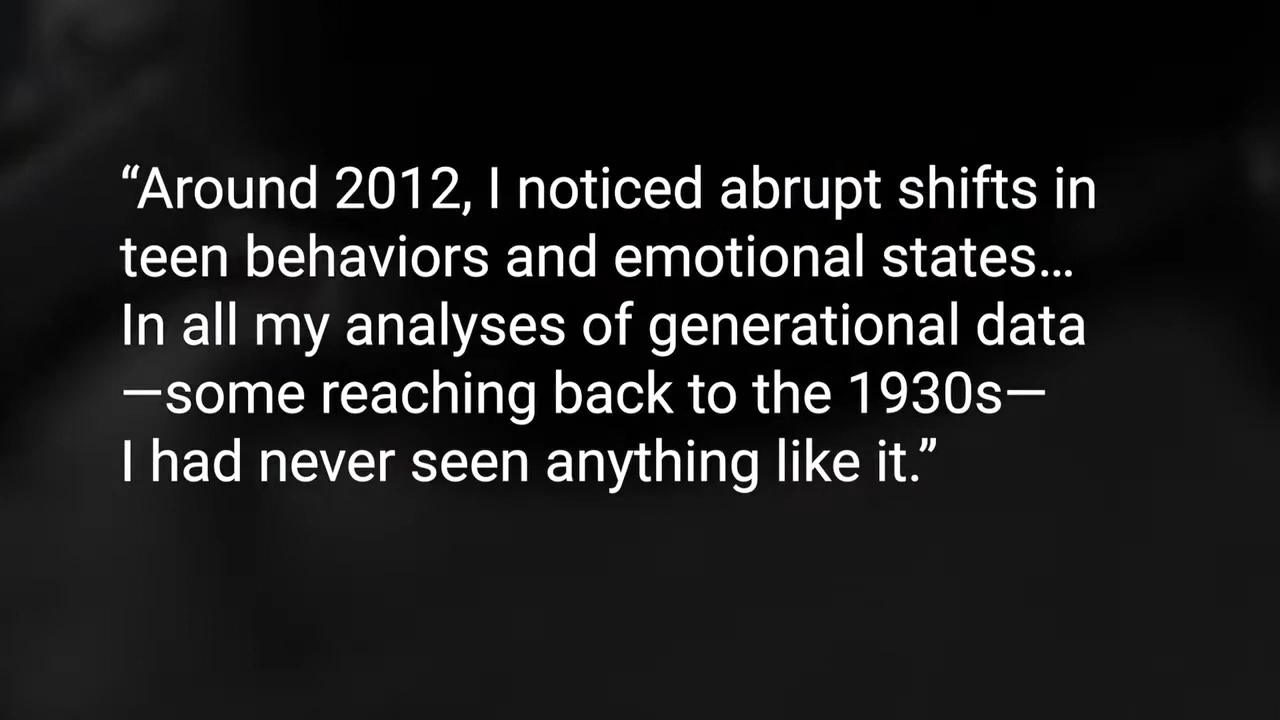 “Around 2012, I noticed abrupt shifts in
teen behaviors and emotional states…
In all my analyses of generational data
—some reaching back to the 1930s—
I had never seen anything like it.”